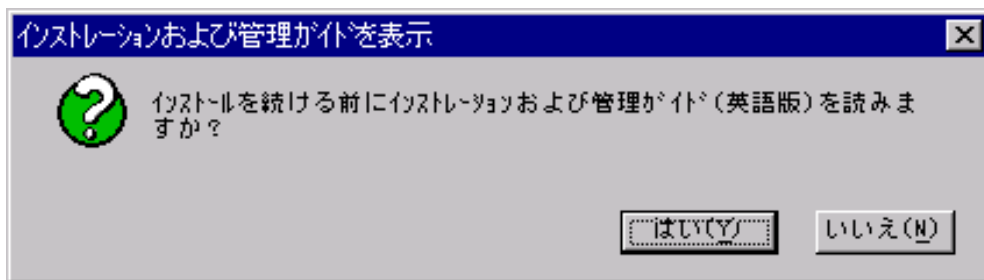 インストレーションおよび管理ガイドを表示
インストールを続ける前にインストレーションおよび管理ガイド(英語版)を読みま
すか?
はい(Y) いいえ(N)